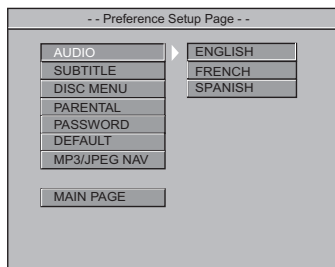 - - Preference Setup Page - -
AUDIO
SUBTITLE
DISC MENU
PARENTAL
PASSWORD
DEFAULT
MP3/JPEG NAV
MAIN PAGE
ENGLISH
FRENCH
SPANISH